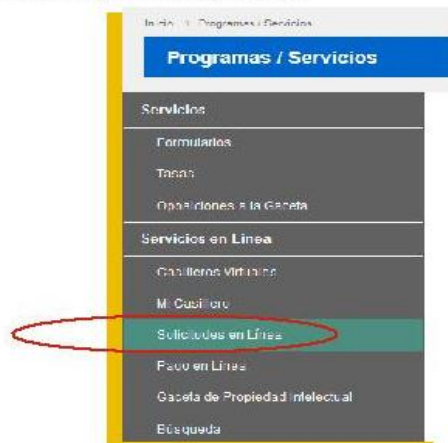 Inicio > Programas / Servicios
Programas / Servicios
Servicios
Formularios
Tasas
Oposiciones a la Gaceta
Servicios en Línea
Casilleros Virtuales
Mi Casillero
Solicitudes en Línea
Pago en Línea
Gaceta de Propiedad Intelectual
Búsqueda